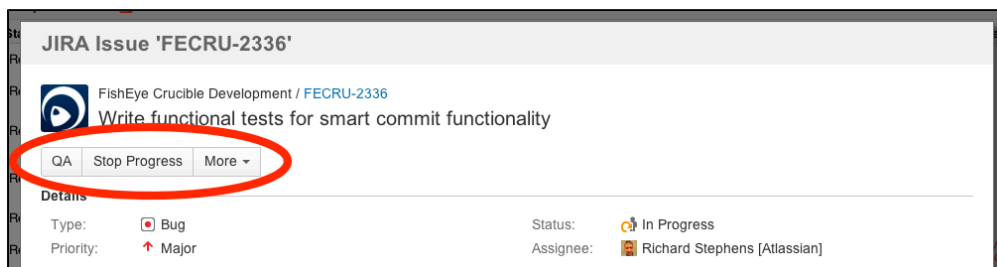 JIRA Issue 'FECRU-2336'
FishEye Crucible Development / FECRU-2336
Write functional tests for smart commit functionality
QA Stop Progress More
Details
Type: Bug Status: In Progress
Priority: Major Assignee: Richard Stephens [Atlassian]